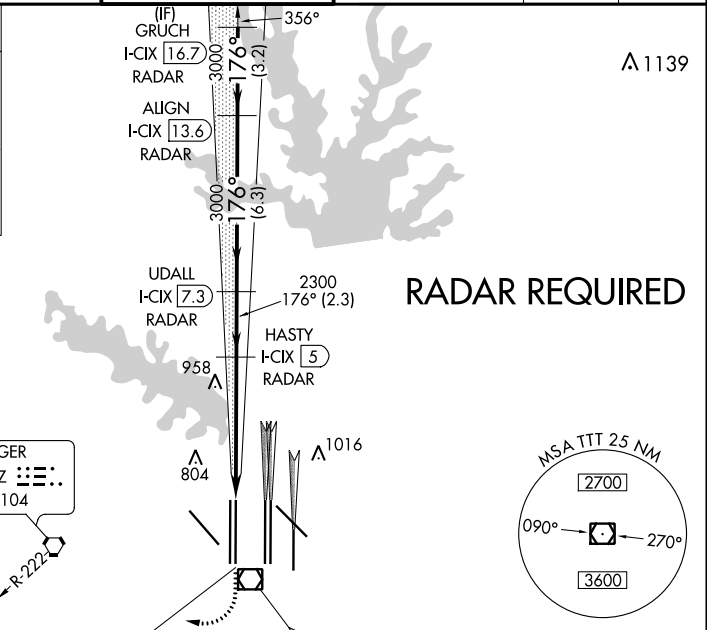 (IF)
GRUCH
I-CIX 16.7
RADAR
356°
3000
176°
(3.2)
1139
ALIGN
I-CIX 13.6
RADAR
3000
176°
(6.3)
UDALL
I-CIX 7.3
RADAR
2300
176° (2.3)
RADAR REQUIRED
HASTY
I-CIX 5
RADAR
958
804
1016
GER
Z
104
R-222
MSA TTT 25 NM
2700
090°
270°
3600